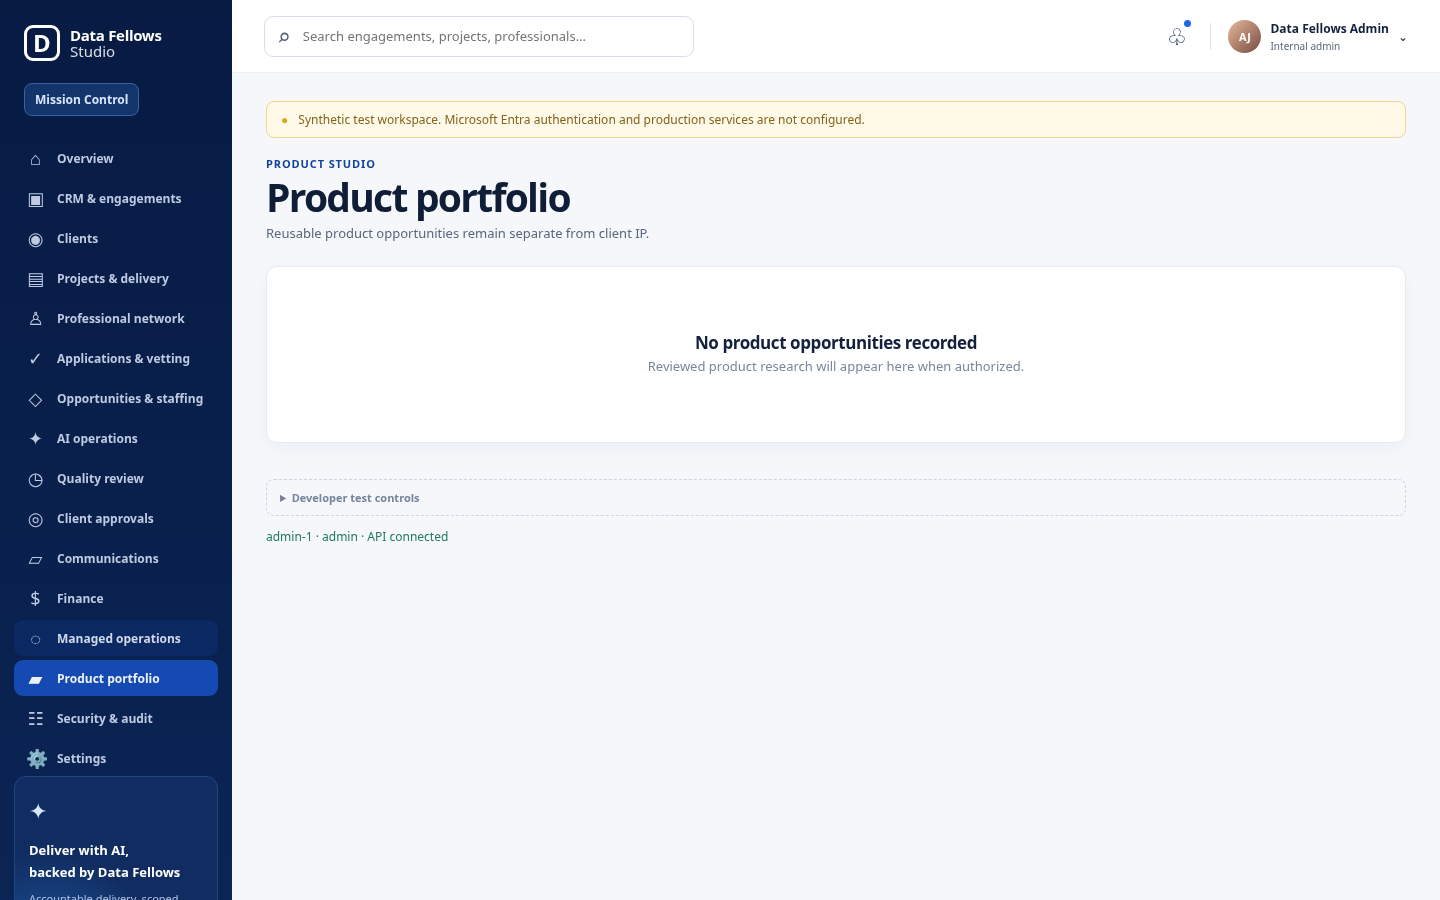 D
Data Fellows
Studio
Mission Control
Overview
CRM & engagements
Clients
Projects & delivery
Professional network
Applications & vetting
Opportunities & staffing
AI operations
Quality review
Client approvals
Communications
$ Finance
Managed operations
Product portfolio
Security & audit
Settings
Deliver with AI,
backed by Data Fellows
Accountable delivery, scoped
Search engagements, projects, professionals...
AJ
Data Fellows Admin
Internal admin
Synthetic test workspace. Microsoft Entra authentication and production services are not configured.
PRODUCT STUDIO
Product portfolio
Reusable product opportunities remain separate from client IP.
No product opportunities recorded
Reviewed product research will appear here when authorized.
Developer test controls
admin-1 · admin · API connected